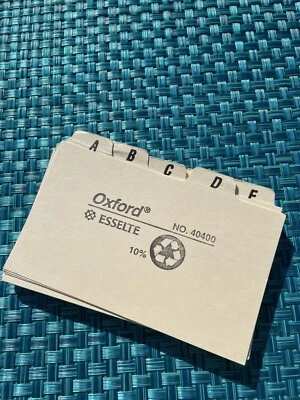 A B C D F
Oxford®
ESSELTE NO. 40400
10%